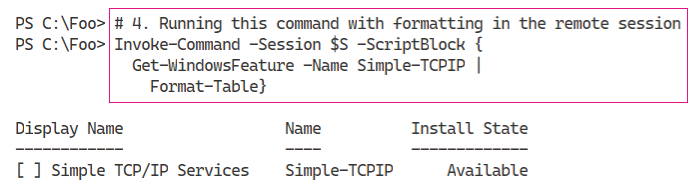 PS C:\Foo> # 4. Running this command with formatting in the remote session
PS C:\Foo> Invoke-Command -Session $S -ScriptBlock {
Get-WindowsFeature -Name Simple-TCPIP |
Format-Table}
Display Name Name Install State
------------ ---- -------------
[ ] Simple TCP/IP Services Simple-TCPIP Available